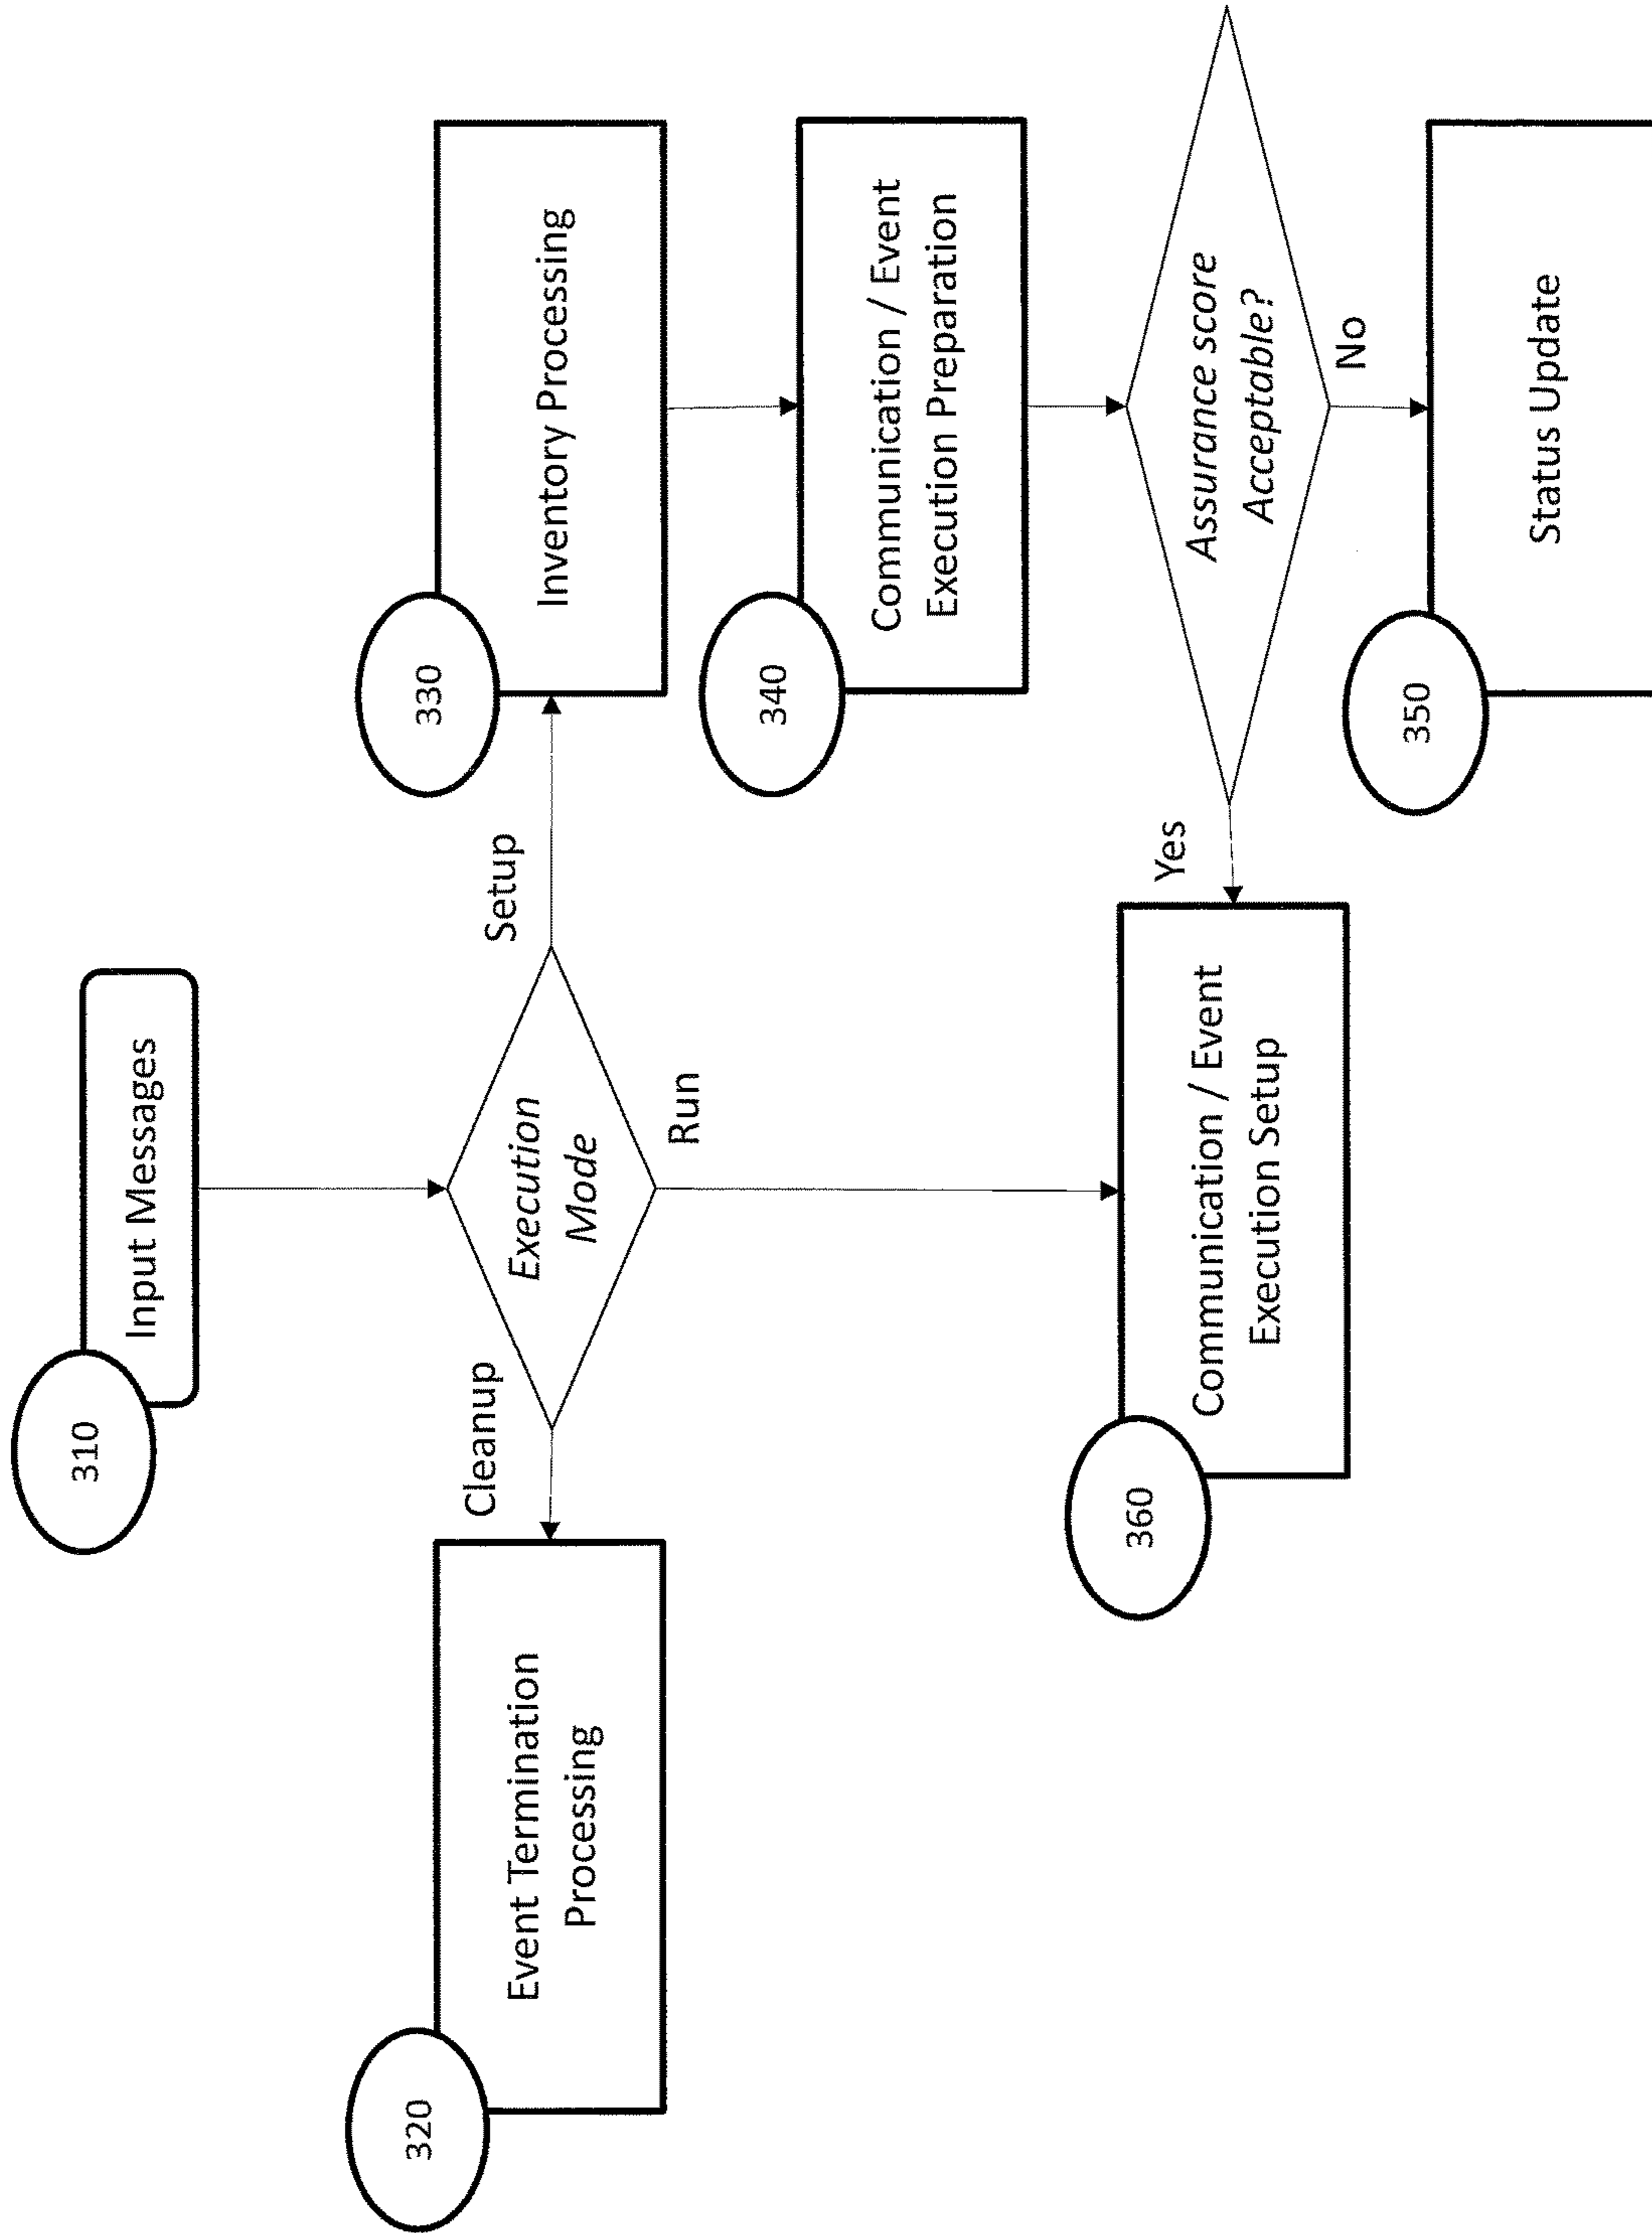 310
Input Messages
Execution
Mode
Cleanup
Setup
Run
320
Event Termination
Processing
330
Inventory Processing
340
Communication / Event
Execution Preparation
Assurance score
Acceptable?
Yes
No
360
Communication / Event
Execution Setup
350
Status Update